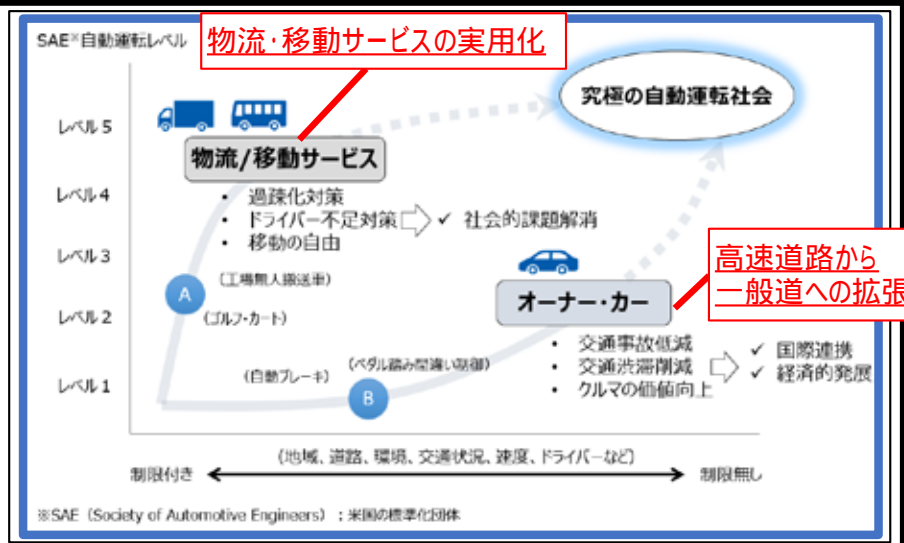 SAE※自動運転レベル
物流・移動サービスの実用化
究極の自動運転社会
レベル 5
物流/移動サービス
レベル 4
• 過疎化対策
• ドライバー不足対策
• 移動の自由
✓ 社会的課題解消
レベル 3
高速道路から
一般道への拡張
(工場無人搬送車)
A
オーナー・カー
レベル 2
(ゴルフ・カート)
• 交通事故低減
• 交通渋滞削減
• クルマの価値向上
✓ 国際連携
✓ 経済的発展
(ペダル踏み間違い制御)
(自動ブレーキ)
レベル 1
B
(地域、道路、環境、交通状況、速度、ドライバーなど)
制限付き
制限無し
※SAE（Society of Automotive Engineers）；米国の標準化団体